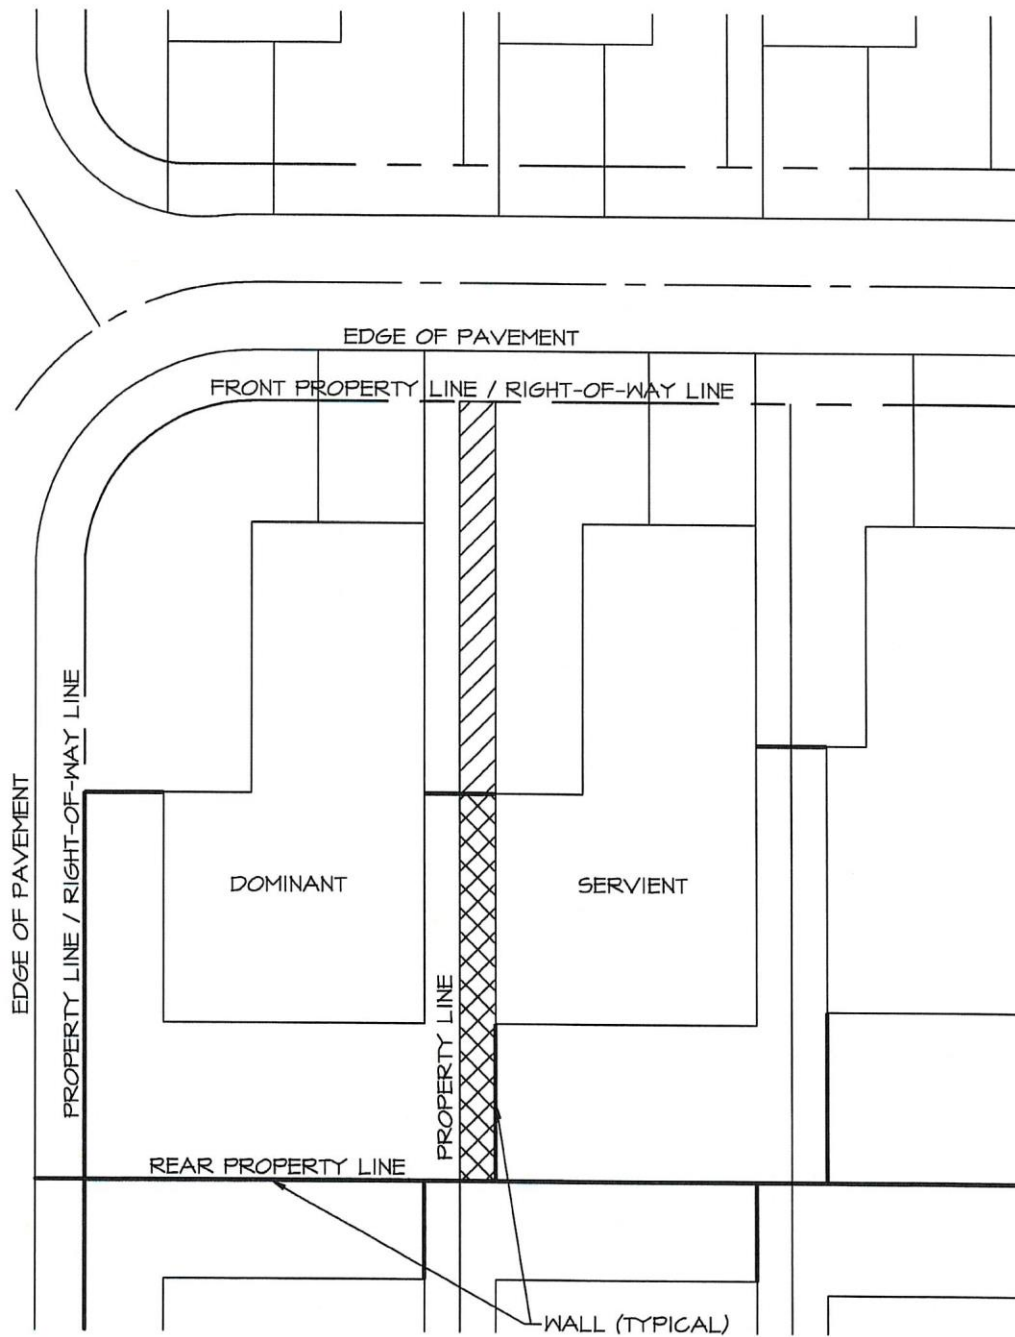 EDGE OF PAVEMENT
FRONT PROPERTY LINE / RIGHT-OF-WAY LINE
PROPERTY LINE / RIGHT-OF-WAY LINE
EDGE OF PAVEMENT
DOMINANT
SERVIENT
PROPERTY LINE
REAR PROPERTY LINE
WALL (TYPICAL)